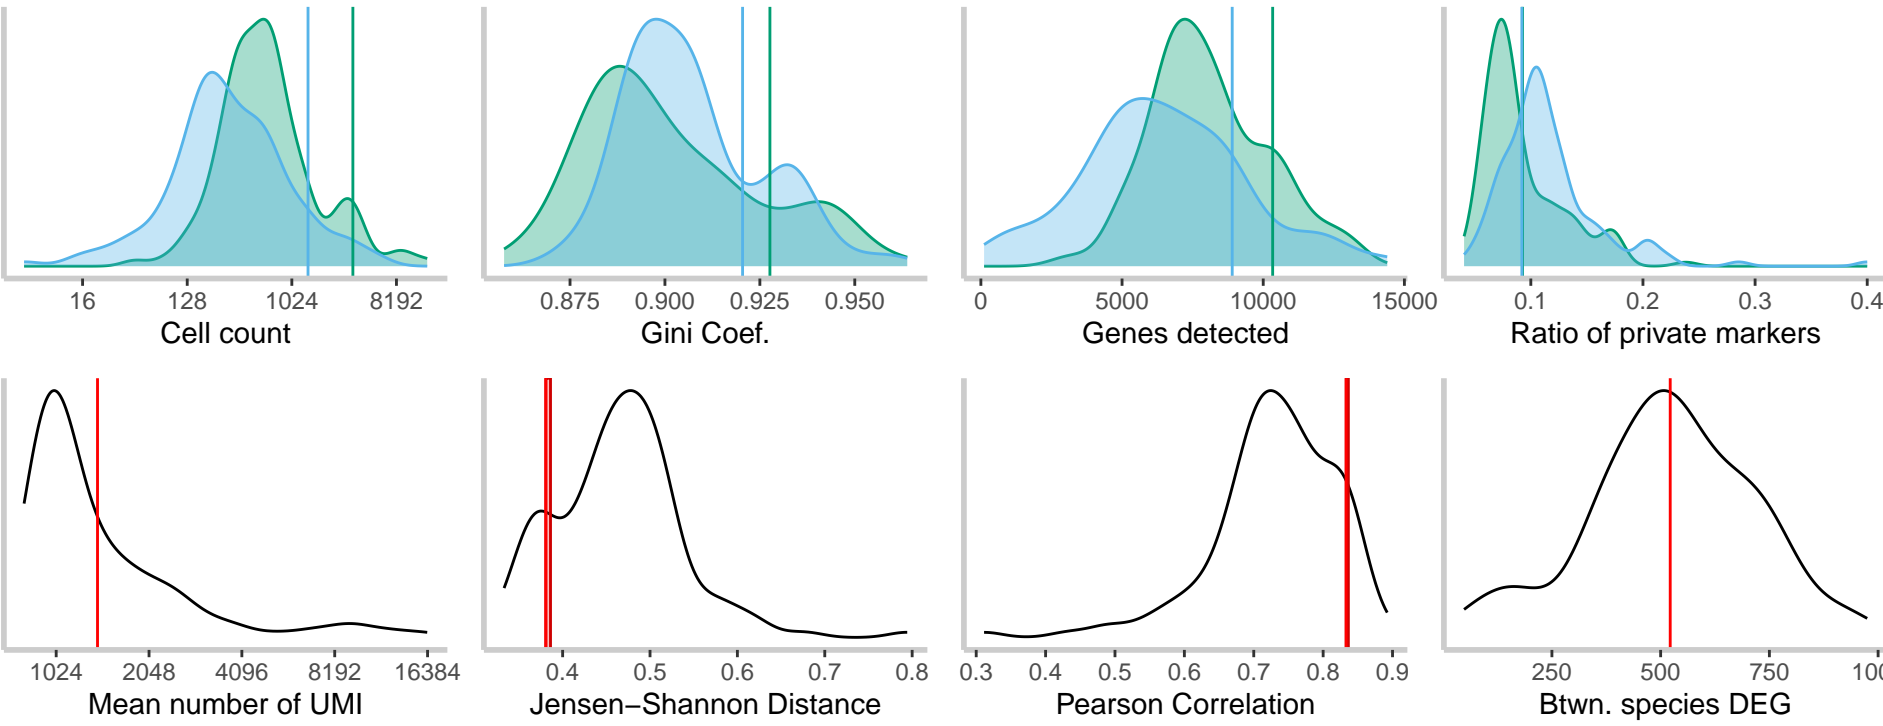 16 128 1024 8192
Cell count
0.875 0.900 0.925 0.950
Gini Coef.
0 5000 10000 15000
Genes detected
0.1 0.2 0.3 0.4
Ratio of private markers
1024 2048 4096 8192 16384
Mean number of UMI
0.4 0.5 0.6 0.7 0.8
Jensen−Shannon Distance
0.3 0.4 0.5 0.6 0.7 0.8 0.9
Pearson Correlation
250 500 750
Btwn. species DEG